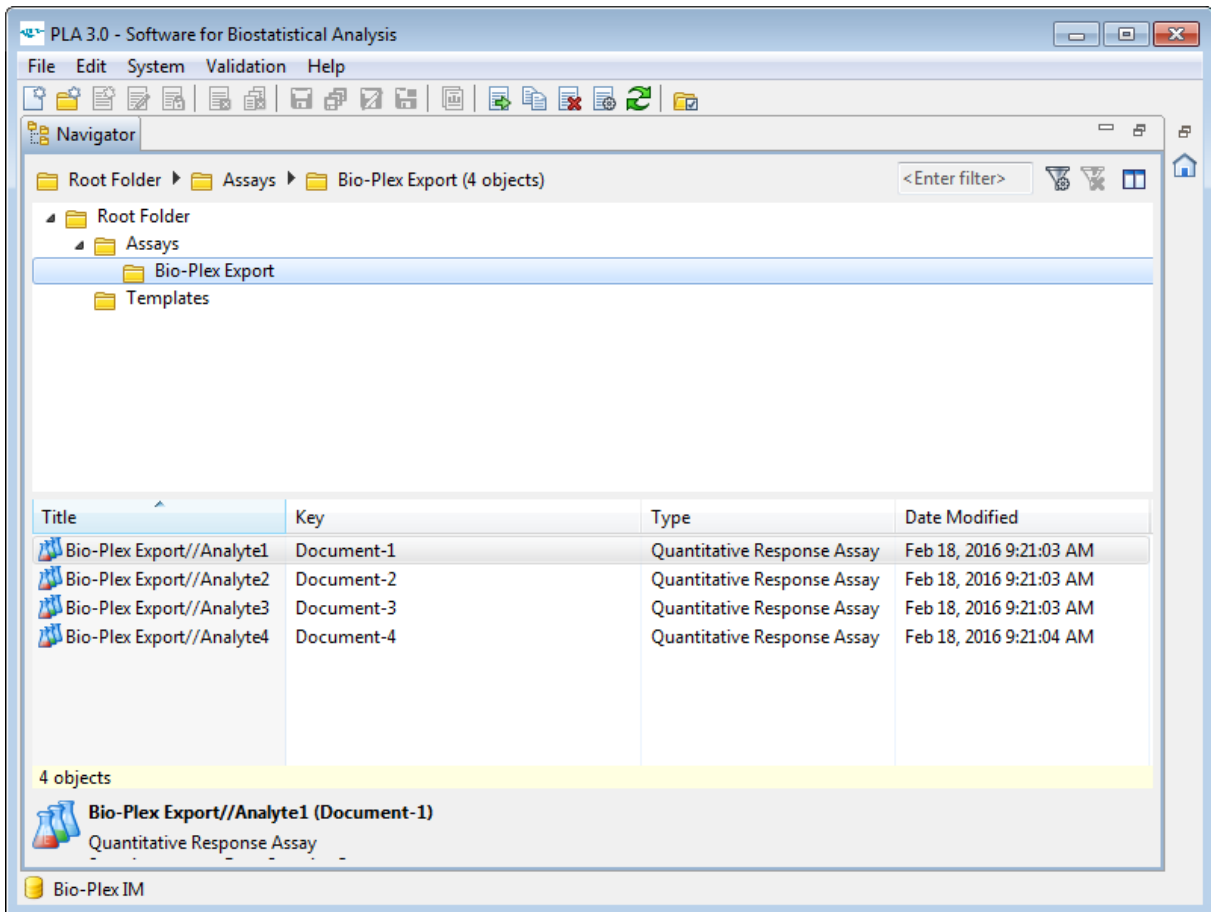 PLA 3.0 - Software for Biostatistical Analysis
File Edit System Validation Help
Navigator
Root Folder Assays Bio-Plex Export (4 objects) <Enter filter>
Root Folder
Assays
Bio-Plex Export
Templates
Title Key Type Date Modified
Bio-Plex Export//Analyte1 Document-1 Quantitative Response Assay Feb 18, 2016 9:21:03 AM
Bio-Plex Export//Analyte2 Document-2 Quantitative Response Assay Feb 18, 2016 9:21:03 AM
Bio-Plex Export//Analyte3 Document-3 Quantitative Response Assay Feb 18, 2016 9:21:03 AM
Bio-Plex Export//Analyte4 Document-4 Quantitative Response Assay Feb 18, 2016 9:21:04 AM
4 objects
Bio-Plex Export//Analyte1 (Document-1)
Quantitative Response Assay
Bio-Plex IM